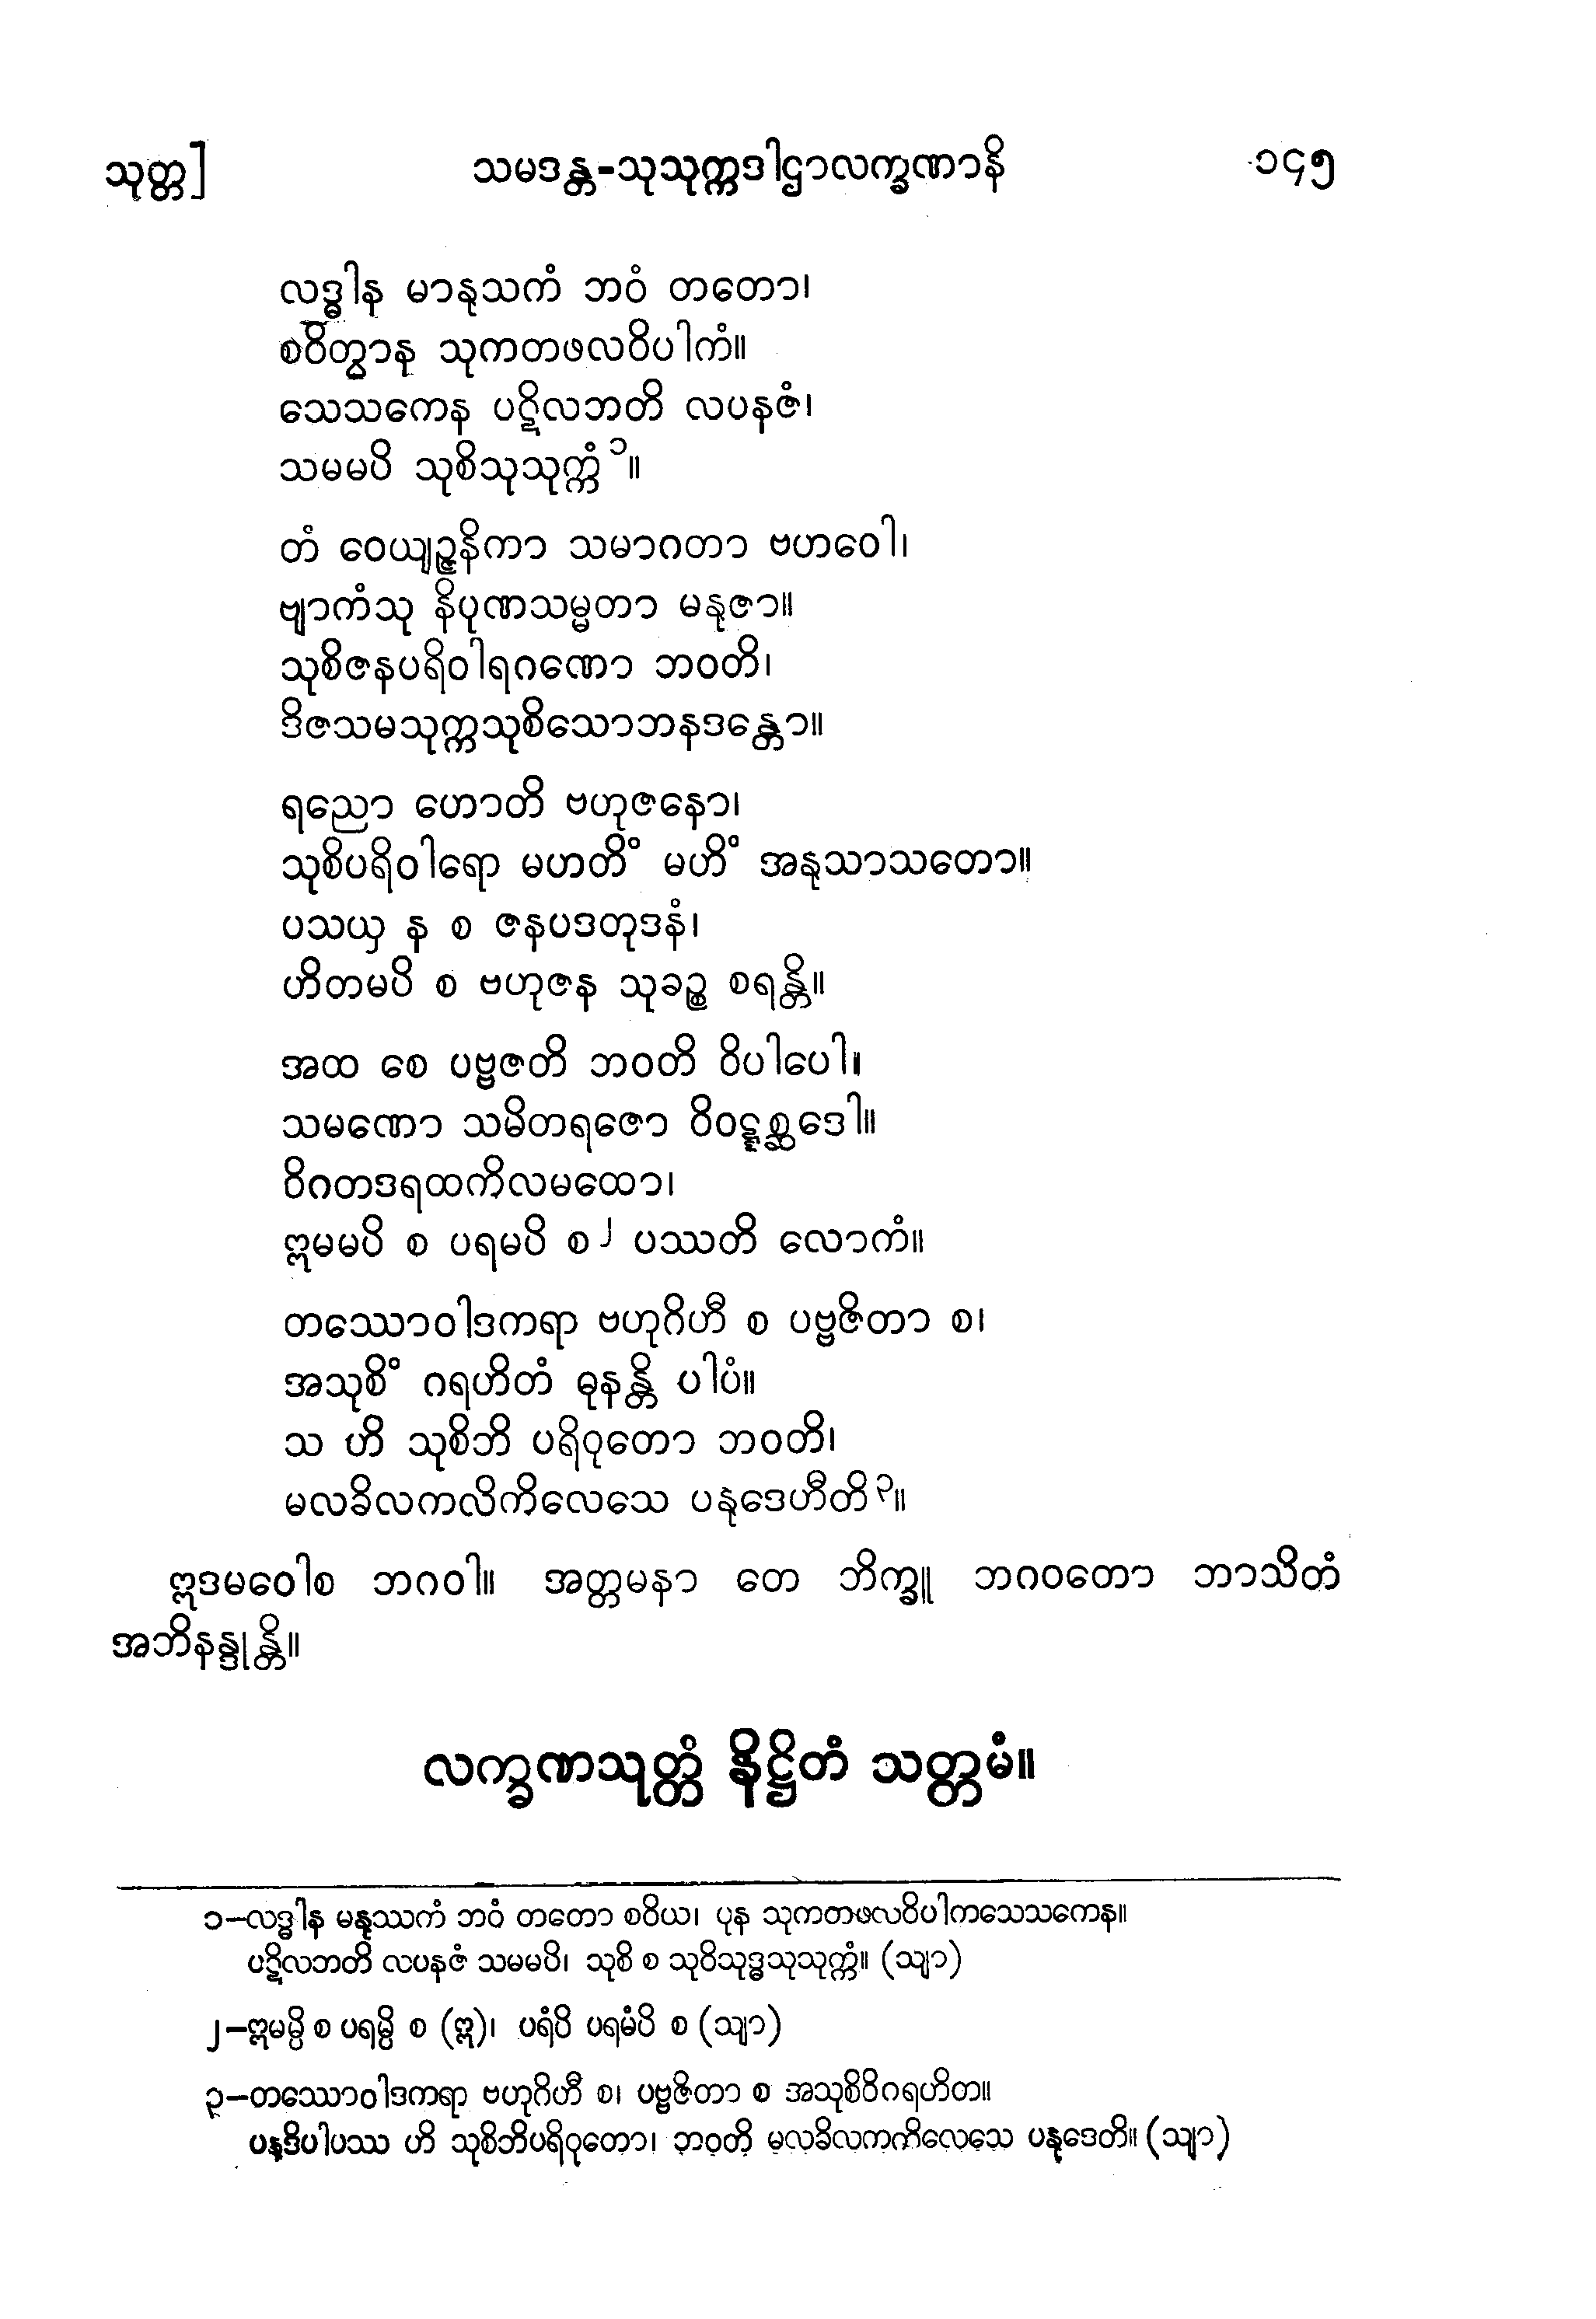 သုတ္တ] သမဒန္တ-သုသုက္ကဒါဌာလက္ခဏာနိ ၁၄၅
လဒ္ဓါန မာနုသကံ ဘဝံ တတော၊
စဝိတွာန သုကတဖလဝိပါကံ။
သေသကေန ပဋိလဘတိ လပနဇံ၊
သမမပိ သုစိသုသုက္ကံ ၁။
တံ ဝေယျဉ္ဇနိကာ သမာဂတာ ဗဟဝေါ၊
ဗျာကံသု နိပုဏသမ္မတာ မနုဇာ။
သုစိဇနပရိဝါရဂဏော ဘဝတိ၊
ဒိဇသမသုက္ကသုစိသောဘနဒန္တော။
ရညော ဟောတိ ဗဟုဇနော၊
သုစိပရိဝါရော မဟတိံ မဟိံ အနုသာသတော။
ပသယှ န စ ဇနပဒတုဒနံ၊
ဟိတမပိ စ ဗဟုဇန သုခဉ္စ စရန္တိ။
အထ စေ ပဗ္ဗဇတိ ဘဝတိ ဝိပါပေါ။
သမဏော သမိတရဇော ဝိဝဋ္ဋစ္ဆဒေါ။
ဝိဂတဒရထကိလမထော၊
ဣမမပိ စ ပရမပိ စ ၂ ပဿတိ လောကံ။
တဿောဝါဒကရာ ဗဟုဂိဟီ စ ပဗ္ဗဇိတာ စ၊
အသုစိံ ဂရဟိတံ ဓုနန္တိ ပါပံ။
သ ဟိ သုစိဘိ ပရိဝုတော ဘဝတိ၊
မလခိလကလိကိလေသေ ပနုဒေဟီတိ ၃။
ဣဒမဝေါစ ဘဂဝါ။ အတ္တမနာ တေ ဘိက္ခူ ဘဂဝတော ဘာသိတံ
အဘိနန္ဒုန္တိ။
လက္ခဏသုတ္တံ နိဋ္ဌိတံ သတ္တမံ။
၁–လဒ္ဓါန မနုဿကံ ဘဝံ တတော စဝိယ၊ ပုန သုကတဖလဝိပါကသေသကေန။
ပဋိလဘတိ လပနဇံ သမမပိ၊ သုစိ စ သုဝိသုဒ္ဓသုသုက္ကံ။ (သျာ)
၂–ဣမမ္ပိ စ ပရမ္ပိ စ (ဣ)၊ ပရံပိ ပရမံပိ စ (သျာ)
၃–တဿောဝါဒကရာ ဗဟုဂိဟီ စ၊ ပဗ္ဗဇိတာ စ အသုစိဝိဂရဟိတ။
ပနုဒိပါပဿ ဟိ သုစိဘိပရိဝုတော၊ ဘဝတိ မလခိလကကိလေသေ ပနုဒေတိ။ (သျာ)